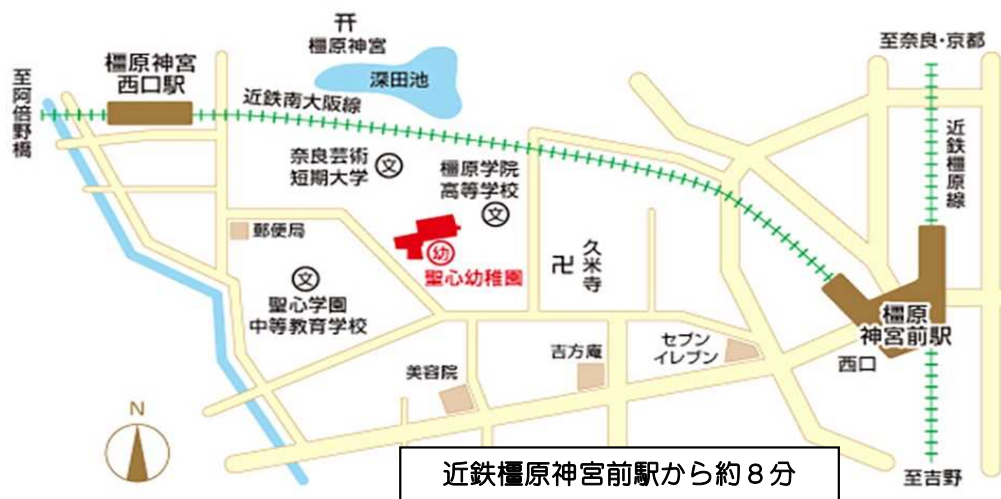 橿原神宮
至奈良・京都
橿原神宮
西口駅
深田池
至阿倍野橋
近鉄南大阪線
近鉄橿原線
奈良芸術
短期大学
文
橿原学院
高等学校
文
郵便局
幼
聖心幼稚園
卍
久米寺
文
聖心学園
中等教育学校
橿原
神宮前駅
セブン
イレブン
吉方庵
西口
美容院
N
近鉄橿原神宮前駅から約8分
至吉野